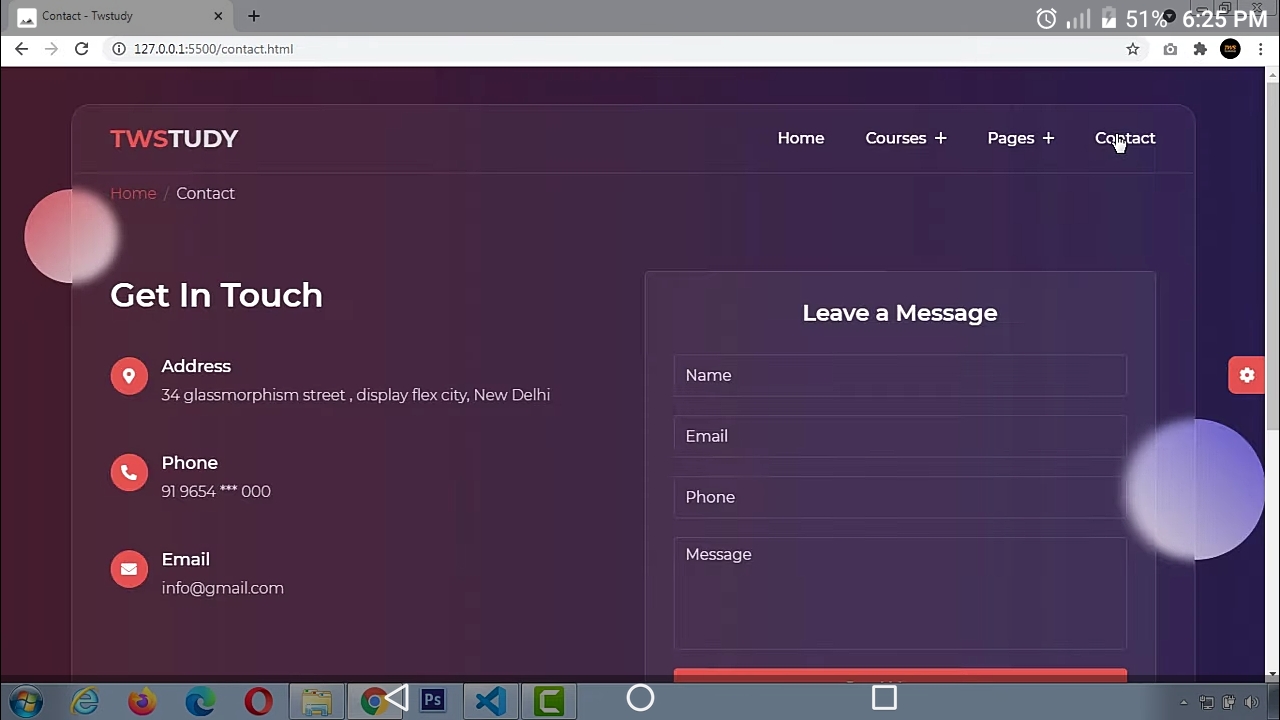 Contact - Twstudy
51% 6:25 PM
127.0.0.1:5500/contact.html
TWSTUDY
Home Courses + Pages + Contact
Home / Contact
Get In Touch
Leave a Message
Address
34 glassmorphism street , display flex city, New Delhi
Name
Email
Phone
91 9654 *** 000
Phone
Message
Email
info@gmail.com
Ps